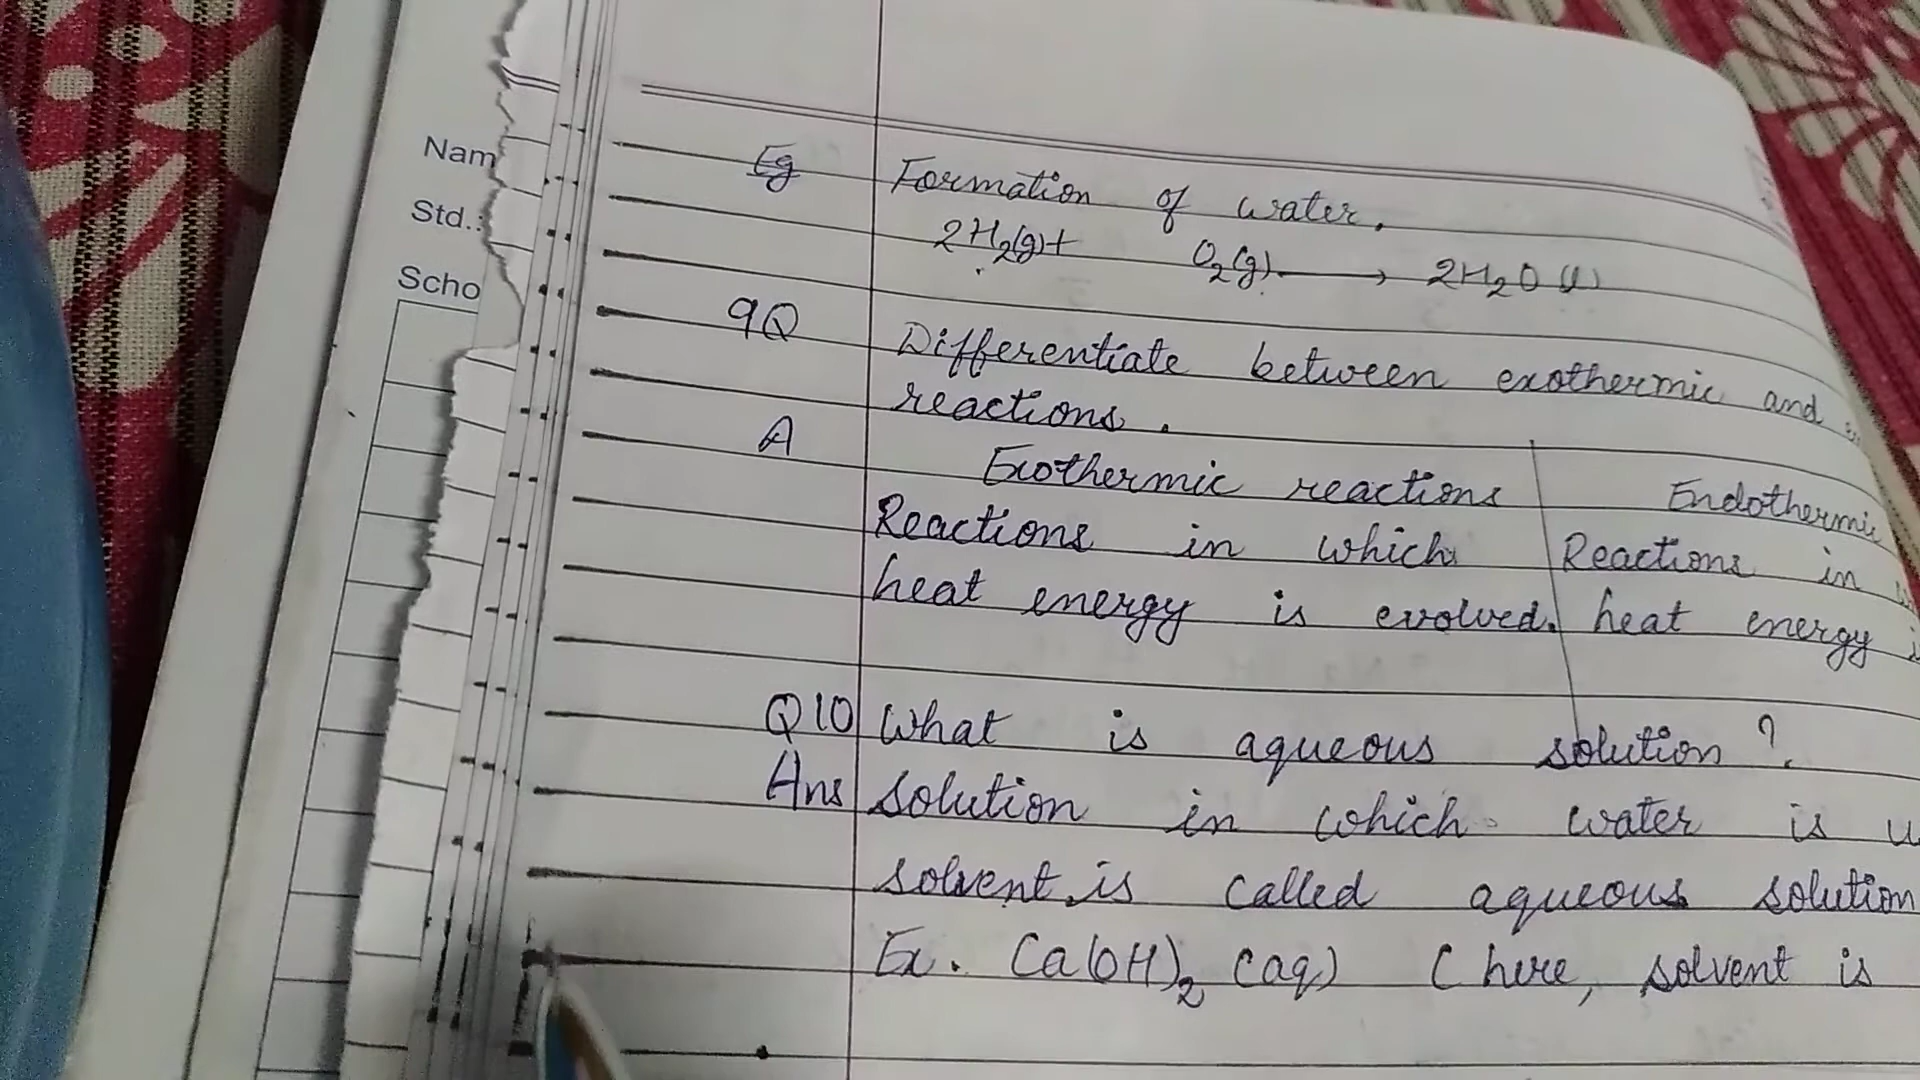 Nam
Std.:
Scho
Eg Formation of water.
2H₂(g)+ O₂(g) → 2H₂O (l)
9Q Differentiate between exothermic and
reactions.
A Exothermic reactions Endothermic
Reactions in which Reactions in
heat energy is evolved. heat energy
Q10 What is aqueous solution?
Ans solution in which water is
solvent is called aqueous solution
Ex. Ca(OH)₂ (aq) (here, solvent is